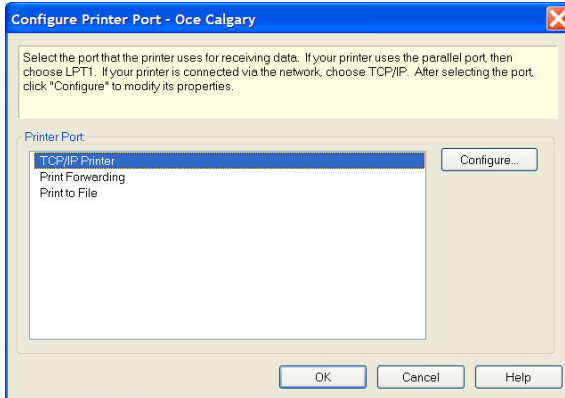 Configure Printer Port - Oce Calgary
Select the port that the printer uses for receiving data. If your printer uses the parallel port, then
choose LPT1. If your printer is connected via the network, choose TCP/IP. After selecting the port,
click "Configure" to modify its properties.
Printer Port:
TCP/IP Printer
Configure...
Print Forwarding
Print to File
OK
Cancel
Help